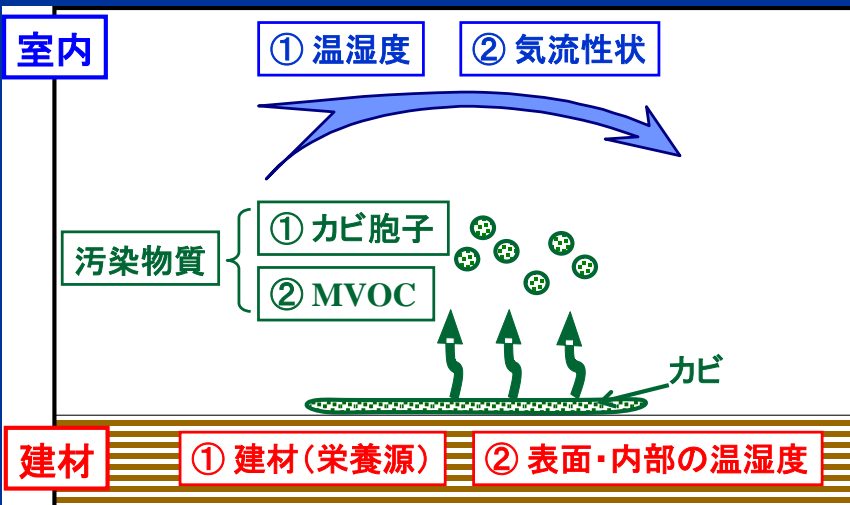 室内
① 温湿度
② 気流性状
汚染物質
① カビ胞子
② MVOC
カビ
建材
① 建材(栄養源)
② 表面・内部の温湿度